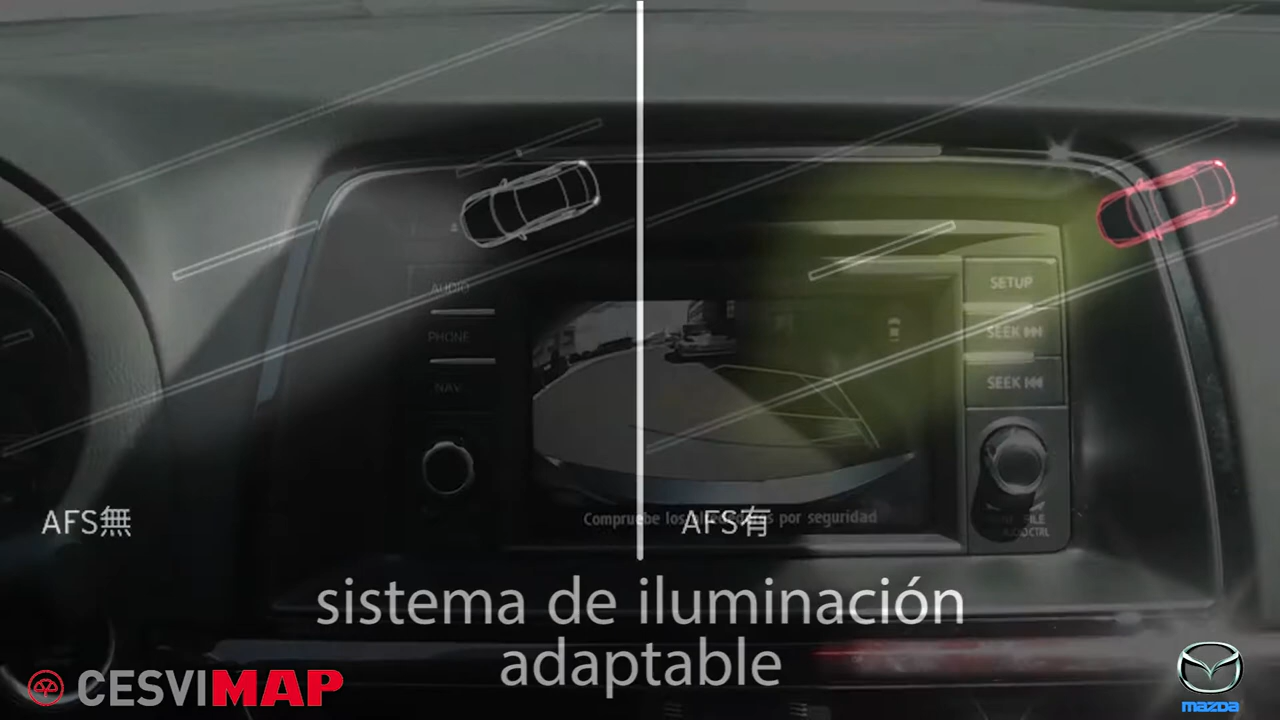 AUDIO
PHONE
NAV
SETUP
SEEK
SEEK
Compruebe los alrededores por seguridad
AFS無
AFS有
sistema de iluminación
adaptable
CESVIMAP
mazda